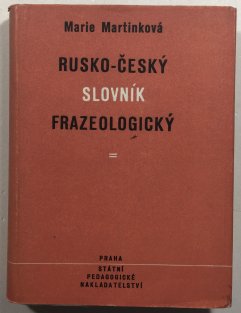 Marie Martinková
RUSKO-ČESKÝ
SLOVNÍK
FRAZEOLOGICKÝ
=
PRAHA
STÁTNÍ
PEDAGOGICKÉ
NAKLADATELSTVÍ